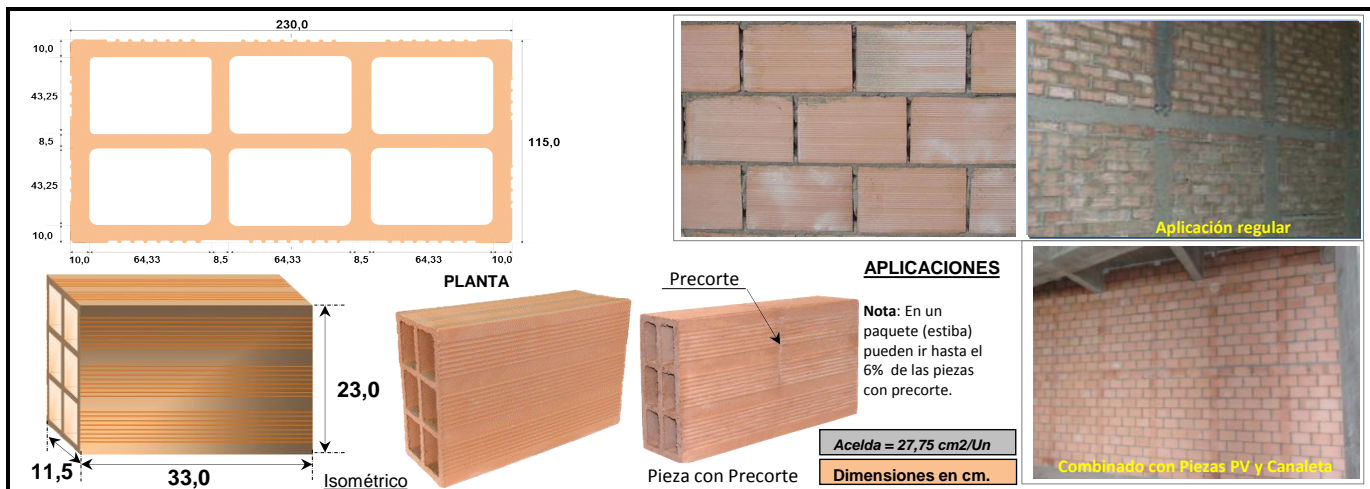 230,0
10,0
43,25
8,5
43,25
10,0
115,0
10,0 64,33 8,5 64,33 8,5 64,33 10,0
PLANTA
Aplicación regular
APLICACIONES
Precorte
Nota: En un
paquete (estiba)
pueden ir hasta el
6% de las piezas
con precorte.
23,0
11,5
33,0
Isométrico
Pieza con Precorte
Acelda = 27,75 cm2/Un
Dimensiones en cm.
Combinado con Piezas PV y Canaleta